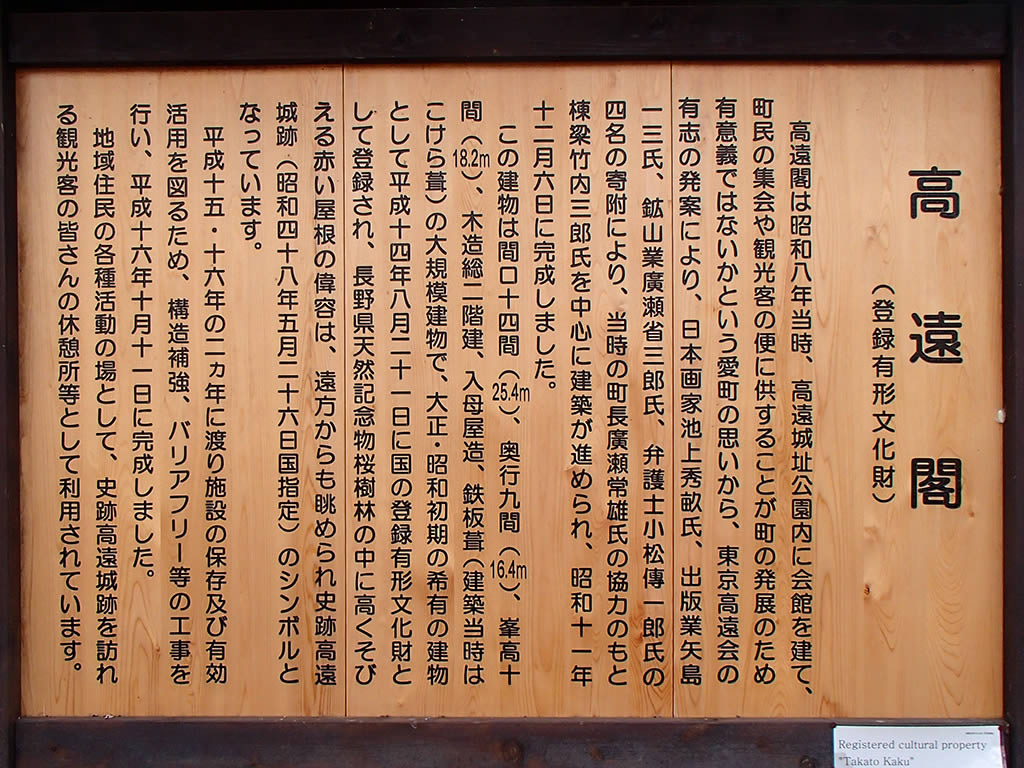 高遠閣
(登録有形文化財)
高遠閣は昭和八年当時、高遠城址公園内に会館を建て、
町民の集会や観光客の便に供することが町の発展のため
有意義ではないかという愛町の思いから、東京高遠会の
有志の発案により、日本画家池上秀畝氏、出版業矢島
一三氏、鉱山業廣瀬省三郎氏、弁護士小松傳一郎氏の
四名の寄附により、当時の町長廣瀬常雄氏の協力のもと
棟梁竹内三郎氏を中心に建築が進められ、昭和十一年
十二月六日に完成しました。
この建物は間口十四間(25.4m)、奥行九間(16.4m)、峯高十
間(18.2m)、木造総二階建、入母屋造、鉄板葺(建築当時は
こけら葺)の大規模建物で、大正・昭和初期の希有の建物
として平成十四年八月二十一日に国の登録有形文化財と
して登録され、長野県天然記念物桜樹林の中に高くそび
える赤い屋根の偉容は、遠方からも眺められ史跡高遠
城跡(昭和四十八年五月二十六日国指定)のシンボルと
なっています。
平成十五・十六年の二ヵ年に渡り施設の保存及び有効
活用を図るため、構造補強、バリアフリー等の工事を
行い、平成十六年十月十一日に完成しました。
地域住民の各種活動の場として、史跡高遠城跡を訪れ
る観光客の皆さんの休憩所等として利用されています。
Registered cultural property
"Takato Kaku"